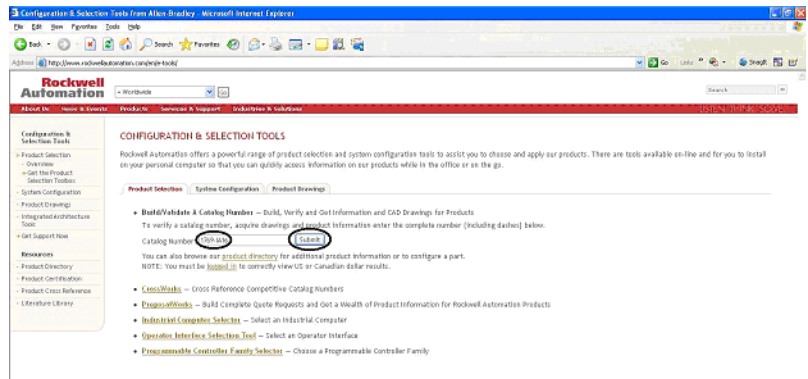 Configuration & Selection Tools from Allen-Bradley - Microsoft Internet Explorer
File Edit View Favorites Tools Help
Back Search Favorites
Address http://www.rockwellautomation.com/en/e-tools/ Go Links SnagIt
Rockwell
Automation
Worldwide Go Search
About Us News & Events Products Services & Support Industries & Solutions LISTEN. THINK. SOLVE.
Configuration &
Selection Tools
Product Selection
- Overview
Get the Product
Selection Toolbox
System Configuration
Product Drawings
Integrated Architecture
Tools
Get Support Now
Resources
Product Directory
Product Certification
Product Cross Reference
Literature Library
CONFIGURATION & SELECTION TOOLS
Rockwell Automation offers a powerful range of product selection and system configuration tools to assist you to choose and apply our products. There are tools available on-line and for you to install
on your personal computer so that you can quickly access information on our products while in the office or on the go.
Product Selection System Configuration Product Drawings
• Build/Validate A Catalog Number — Build, Verify and Get Information and CAD Drawings for Products
To verify a catalog number, acquire drawings and product information enter the complete number (including dashes) below.
Catalog Number Submit
You can also browse our product directory for additional product information or to configure a part.
NOTE: You must be logged in to correctly view US or Canadian dollar results.
• CrossWorks — Cross Reference Competitive Catalog Numbers
• ProposalWorks — Build Complete Quote Requests and Get a Wealth of Product Information for Rockwell Automation Products
• Industrial Computer Selector — Select an Industrial Computer
• Operator Interface Selection Tool — Select an Operator Interface
• Programmable Controller Family Selector — Choose a Programmable Controller Family